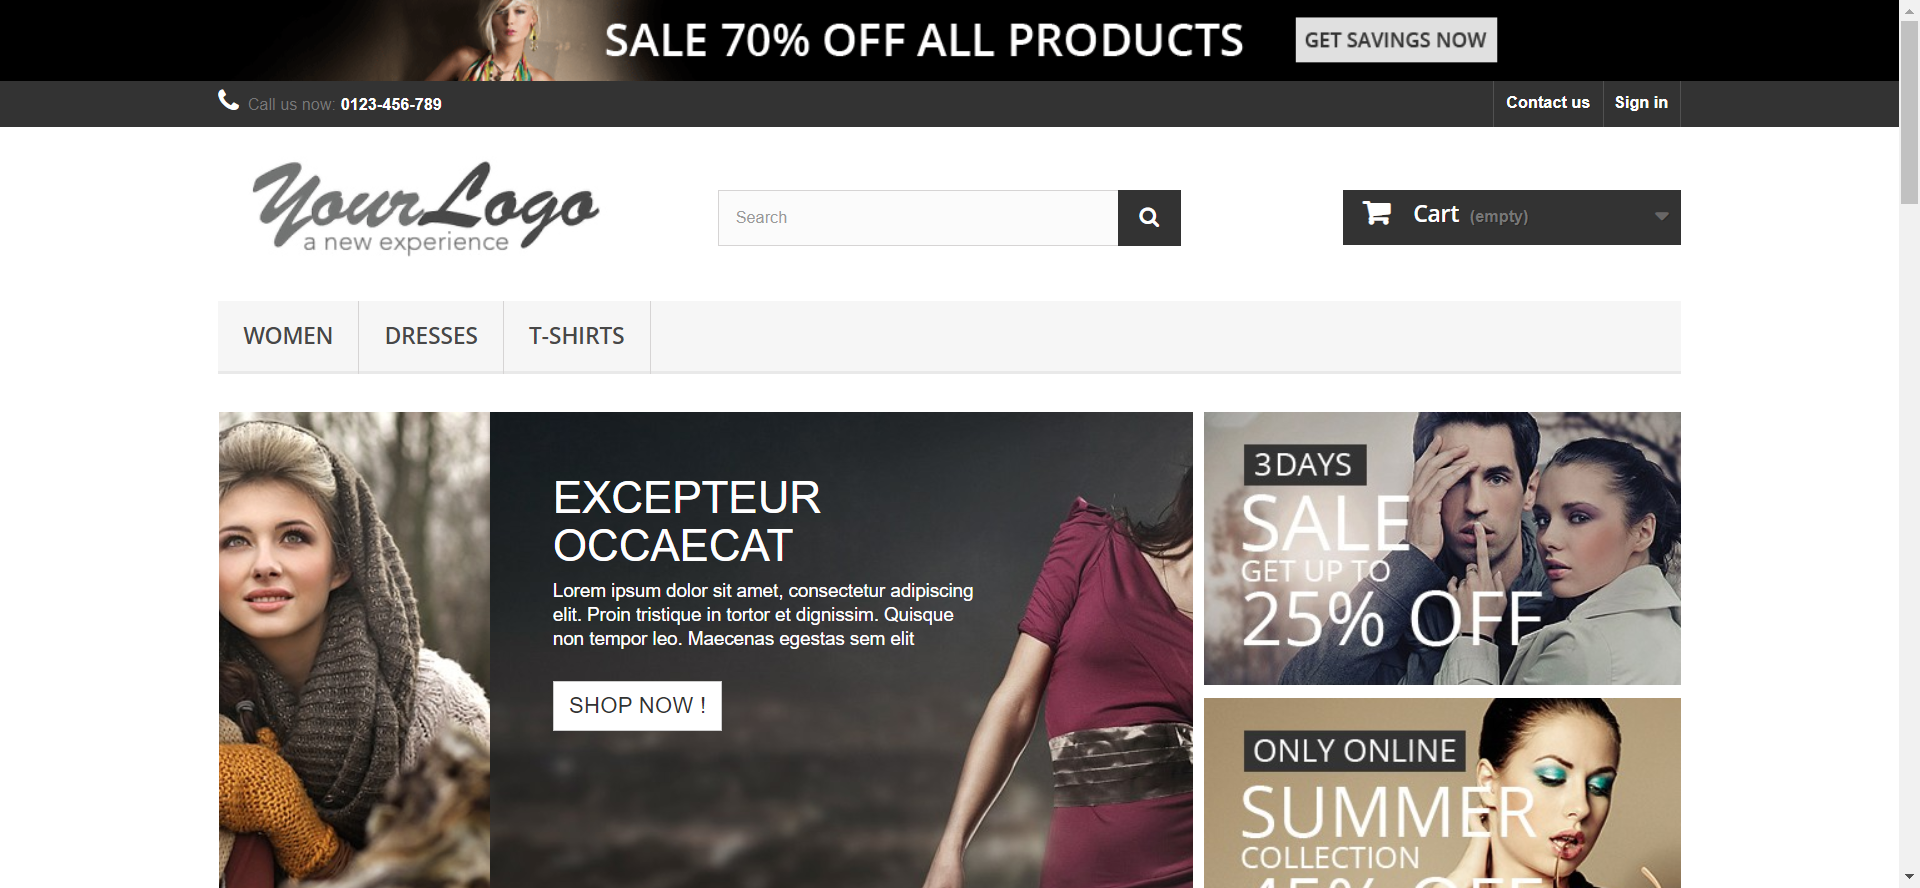 SALE 70% OFF ALL PRODUCTS
GET SAVINGS NOW
Call us now: 0123-456-789
Contact us
Sign in
YourLogo
a new experience
Search
Cart (empty)
WOMEN
DRESSES
T-SHIRTS
EXCEPTEUR
OCCAECAT
Lorem ipsum dolor sit amet, consectetur adipiscing
elit. Proin tristique in tortor et dignissim. Quisque
non tempor leo. Maecenas egestas sem elit
SHOP NOW !
3 DAYS
SALE
GET UP TO
25% OFF
ONLY ONLINE
SUMMER
COLLECTION
45% OFF